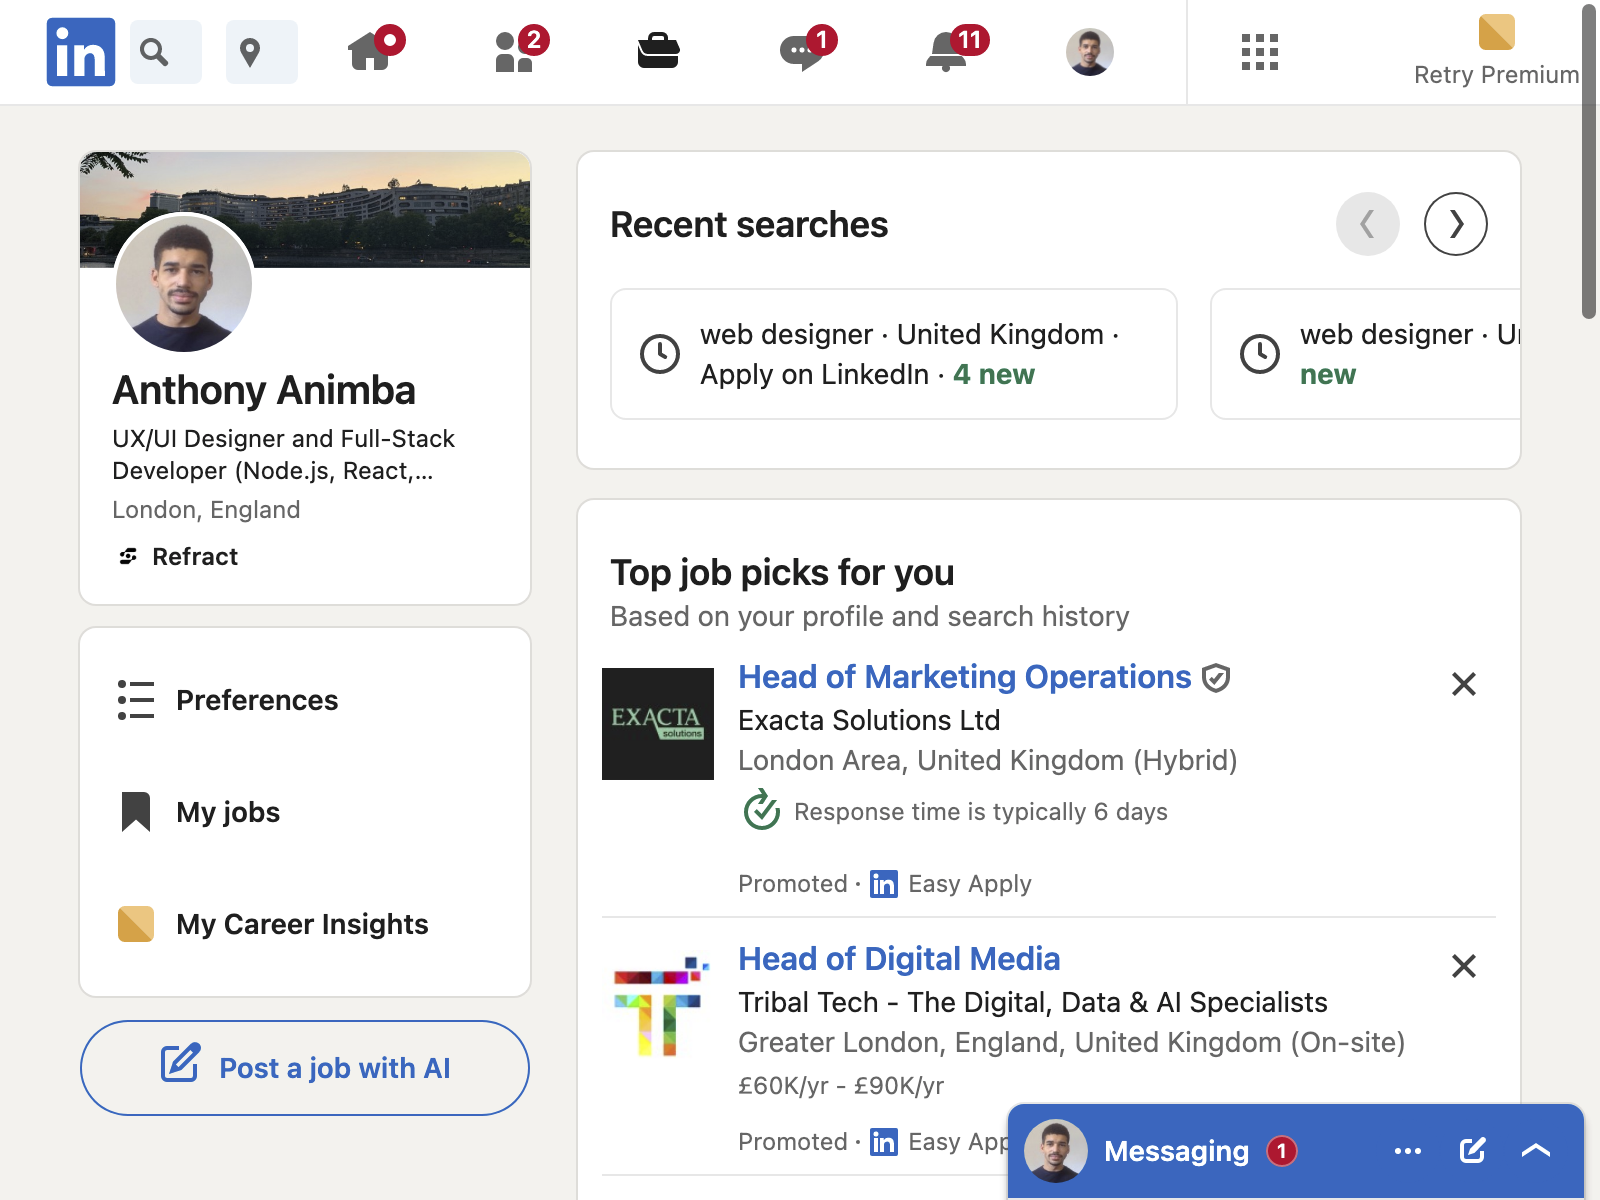 in
2
1
11
Retry Premium
Anthony Animba
UX/UI Designer and Full-Stack
Developer (Node.js, React,...
London, England
Refract
Preferences
My jobs
My Career Insights
Post a job with AI
Recent searches
web designer · United Kingdom ·
Apply on LinkedIn · 4 new
web designer · Un
new
Top job picks for you
Based on your profile and search history
EXACTA
solutions
Head of Marketing Operations
Exacta Solutions Ltd
London Area, United Kingdom (Hybrid)
Response time is typically 6 days
Promoted · in Easy Apply
Head of Digital Media
Tribal Tech - The Digital, Data & AI Specialists
Greater London, England, United Kingdom (On-site)
£60K/yr - £90K/yr
Promoted · in Easy App
Messaging 1